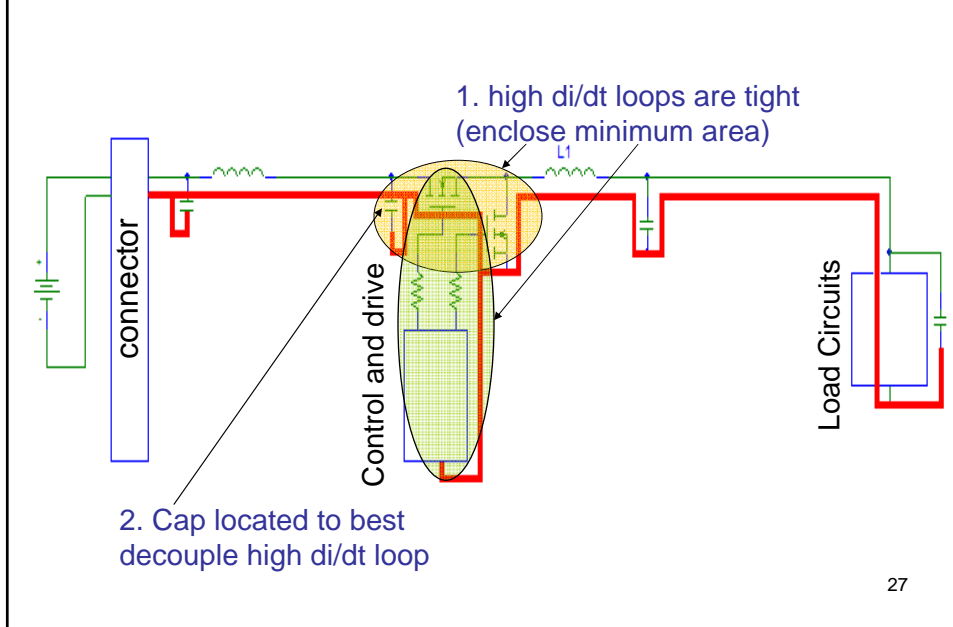 1. high di/dt loops are tight
(enclose minimum area)
L1
connector
+
-
Control and drive
Load Circuits
2. Cap located to best
decouple high di/dt loop
27